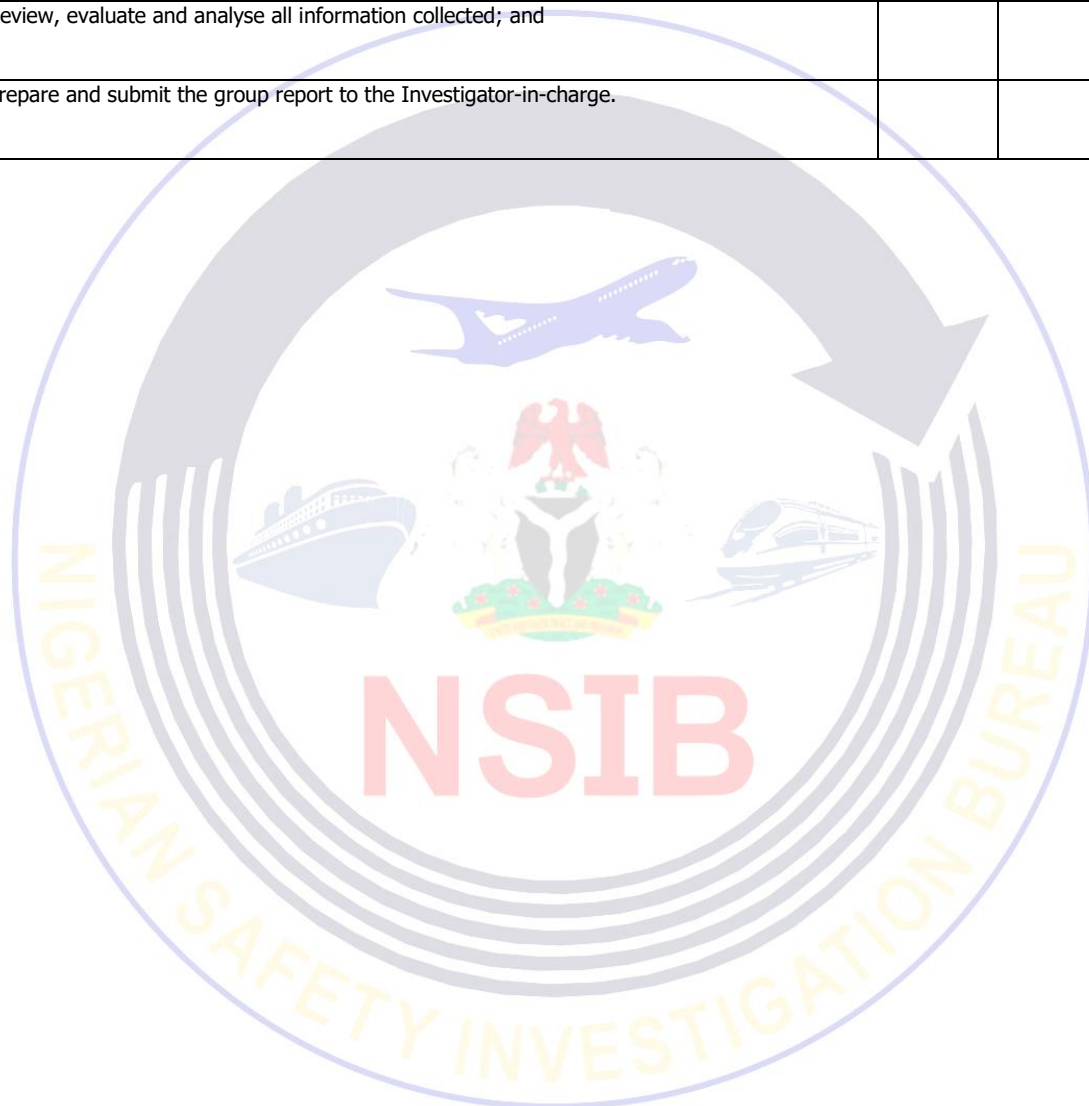 eview, evaluate and analyse all information collected; and
repare and submit the group report to the Investigator-in-charge.
NSIB
NIGERIAN SAFETY INVESTIGATION BUREAU